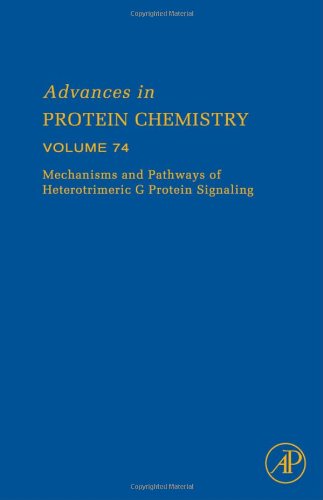 Advances in
PROTEIN CHEMISTRY
VOLUME 74
Mechanisms and Pathways of
Heterotrimeric G Protein Signaling
AP